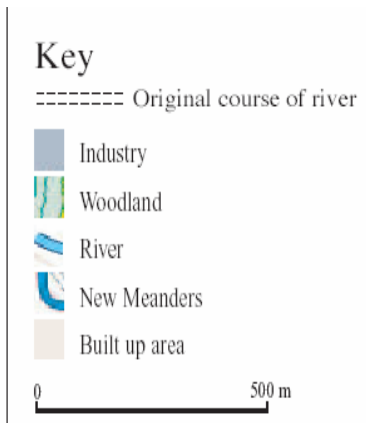 Key
Original course of river
Industry
Woodland
River
New Meanders
Built up area
0 500 m